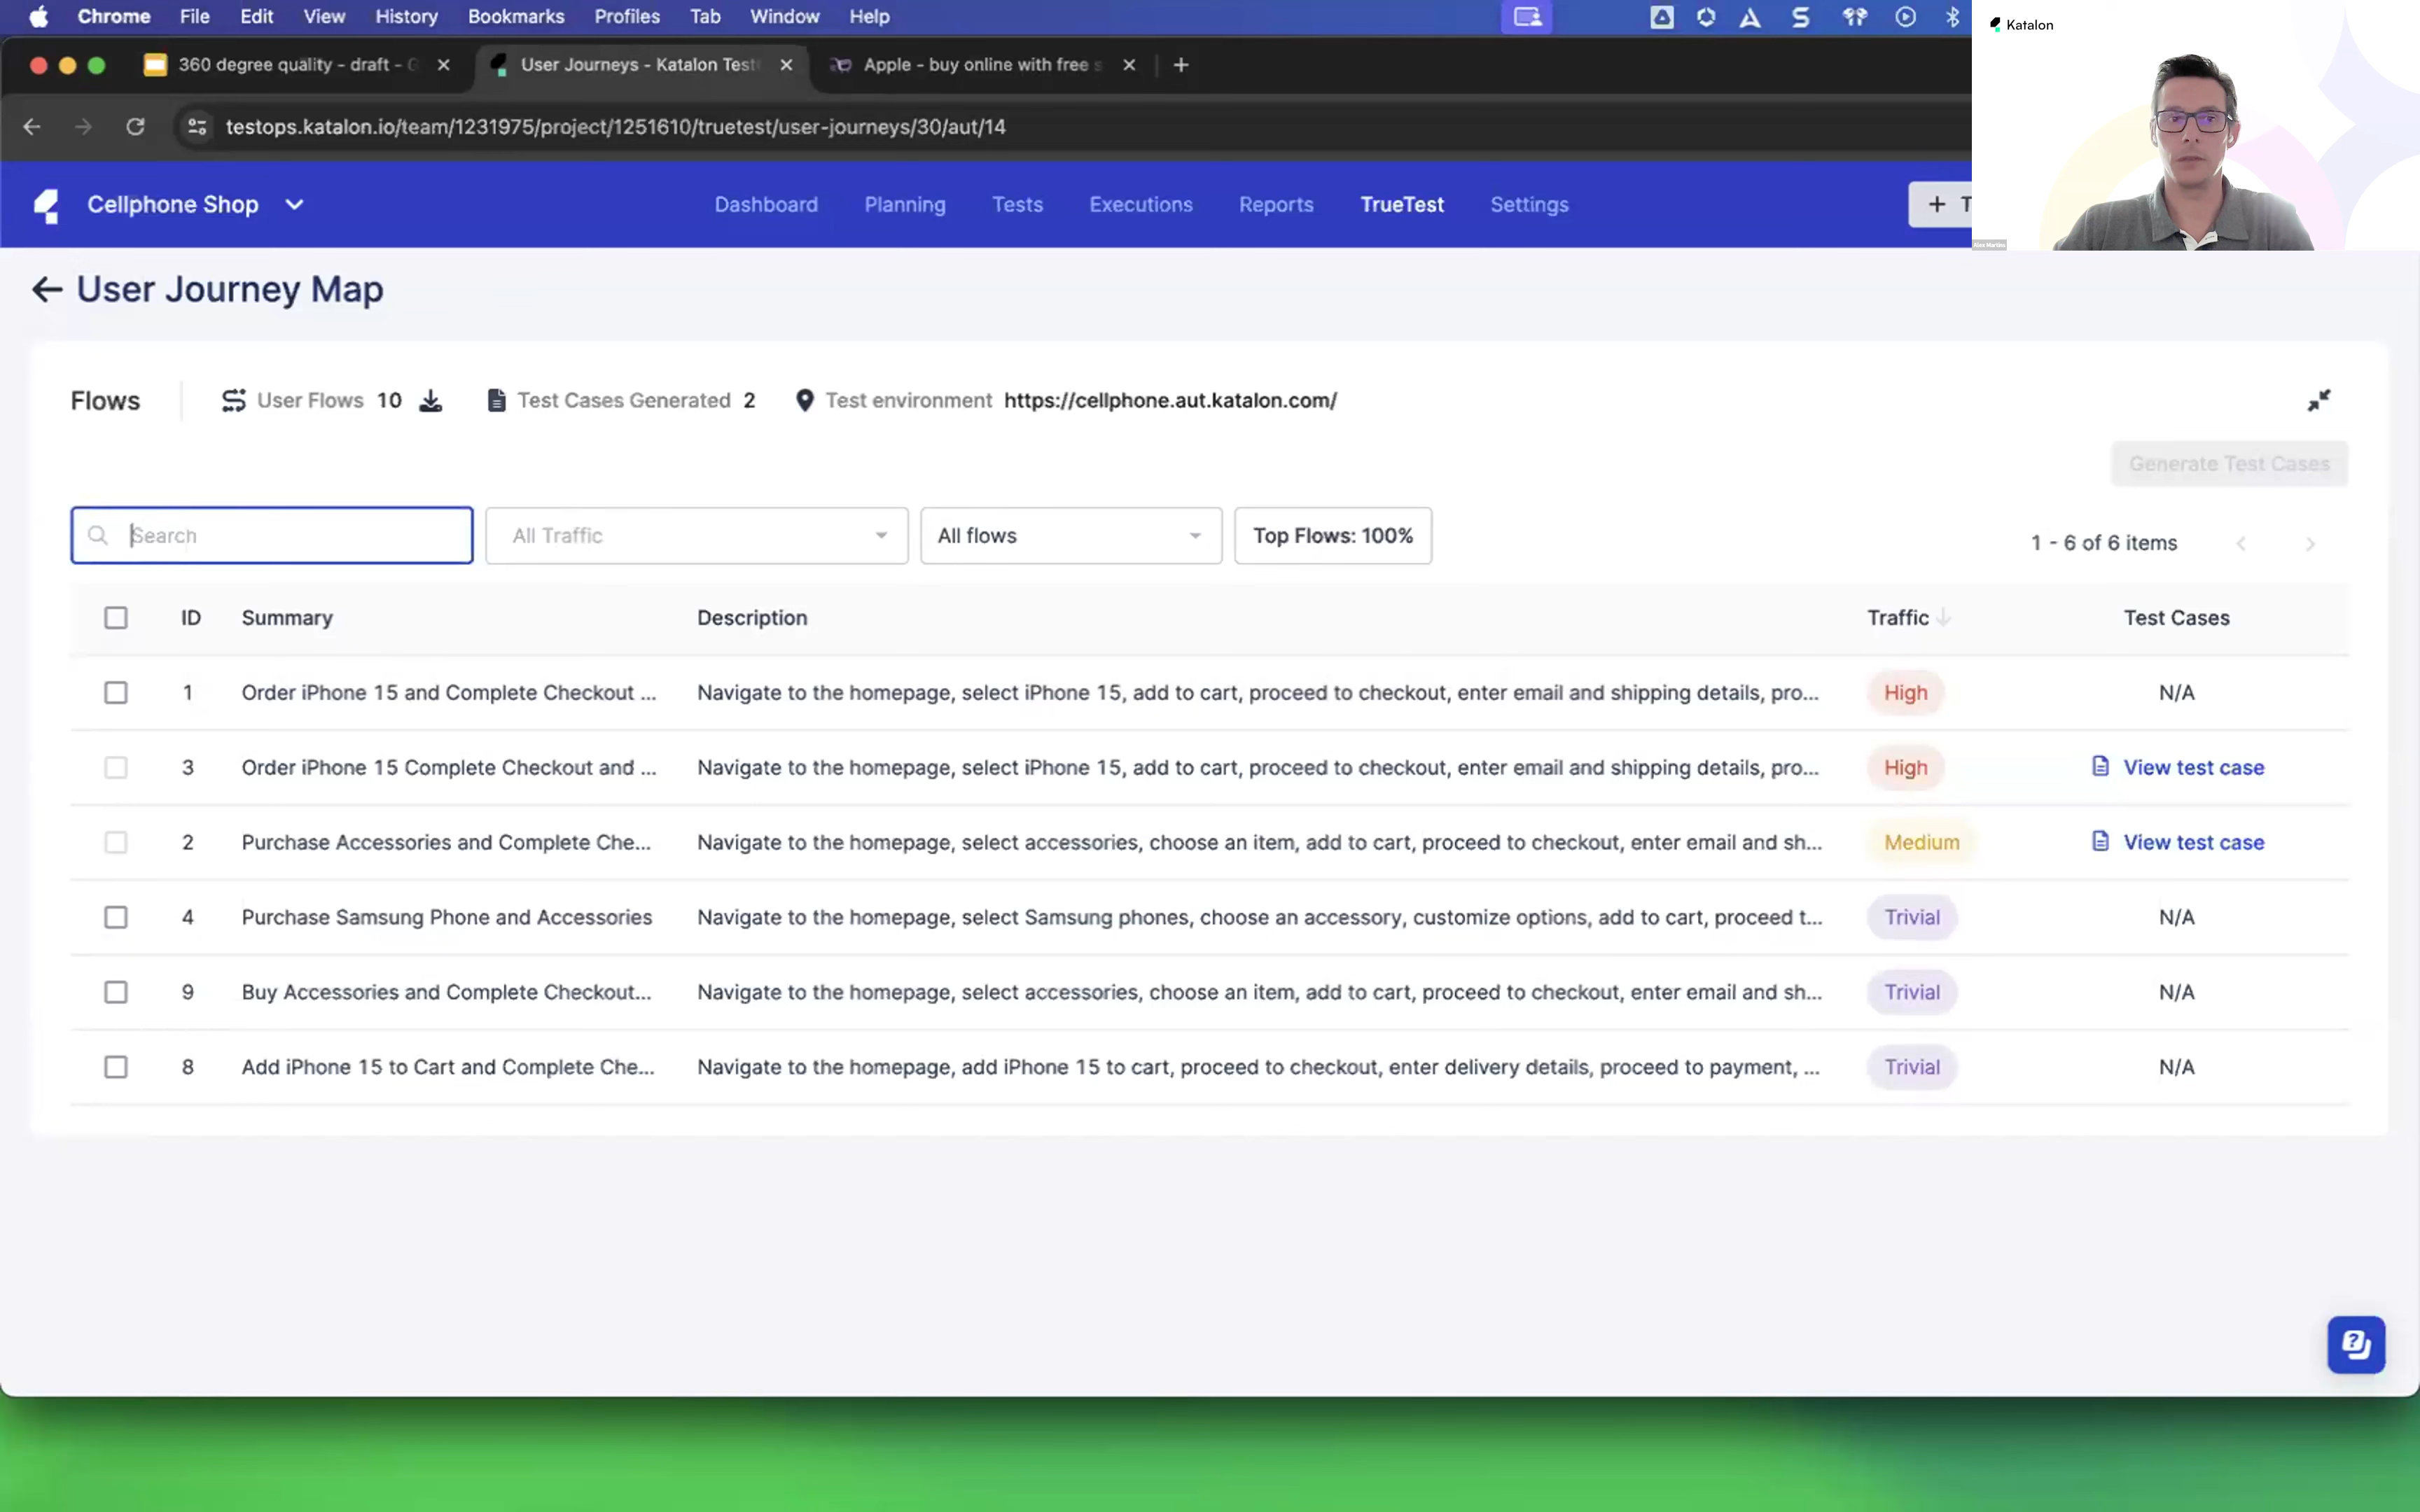 Chrome File Edit View History Bookmarks Profiles Tab Window Help
Katalon
360 degree quality - draft - G
User Journeys - Katalon Test
Apple - buy online with free s
testops.katalon.io/team/1231975/project/1251610/truetest/user-journeys/30/aut/14
Cellphone Shop
Dashboard Planning Tests Executions Reports TrueTest Settings
+ T
Alex Martins
User Journey Map
Flows User Flows 10 Test Cases Generated 2 Test environment https://cellphone.aut.katalon.com/
Generate Test Cases
Search All Traffic All flows Top Flows: 100% 1 - 6 of 6 items
ID Summary Description Traffic Test Cases
1 Order iPhone 15 and Complete Checkout ... Navigate to the homepage, select iPhone 15, add to cart, proceed to checkout, enter email and shipping details, pro... High N/A
3 Order iPhone 15 Complete Checkout and ... Navigate to the homepage, select iPhone 15, add to cart, proceed to checkout, enter email and shipping details, pro... High View test case
2 Purchase Accessories and Complete Che... Navigate to the homepage, select accessories, choose an item, add to cart, proceed to checkout, enter email and sh... Medium View test case
4 Purchase Samsung Phone and Accessories Navigate to the homepage, select Samsung phones, choose an accessory, customize options, add to cart, proceed t... Trivial N/A
9 Buy Accessories and Complete Checkout... Navigate to the homepage, select accessories, choose an item, add to cart, proceed to checkout, enter email and sh... Trivial N/A
8 Add iPhone 15 to Cart and Complete Che... Navigate to the homepage, add iPhone 15 to cart, proceed to checkout, enter delivery details, proceed to payment, ... Trivial N/A